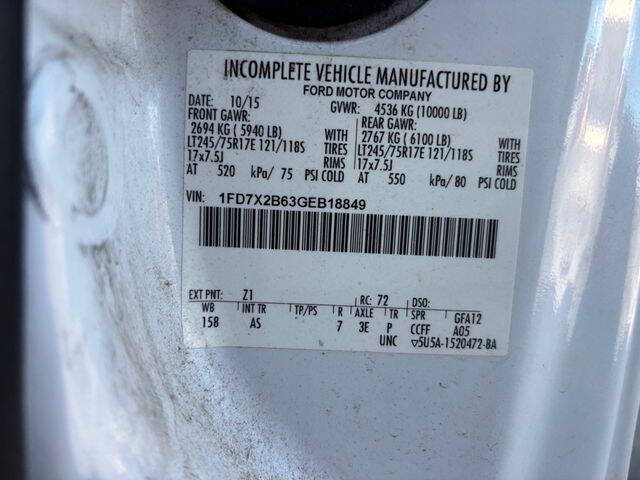 INCOMPLETE VEHICLE MANUFACTURED BY
FORD MOTOR COMPANY
DATE: 10/15 GVWR: 4536 KG (10000 LB)
FRONT GAWR: REAR GAWR:
2694 KG ( 5940 LB) WITH 2767 KG ( 6100 LB) WITH
LT245/75R17E 121/118S TIRES LT245/75R17E 121/118S TIRES
17x7.5J RIMS 17x7.5J RIMS
AT 520 kPa/ 75 PSI COLD AT 550 kPa/ 80 PSI COLD
VIN: 1FD7X2B63GEB18849
EXT PNT: Z1 RC: 72 DSO:
WB INT TR TP/PS R AXLE TR SPR GFA12
158 AS 7 3E P CCFF A05
UNC ▽5U5A-1520472-BA